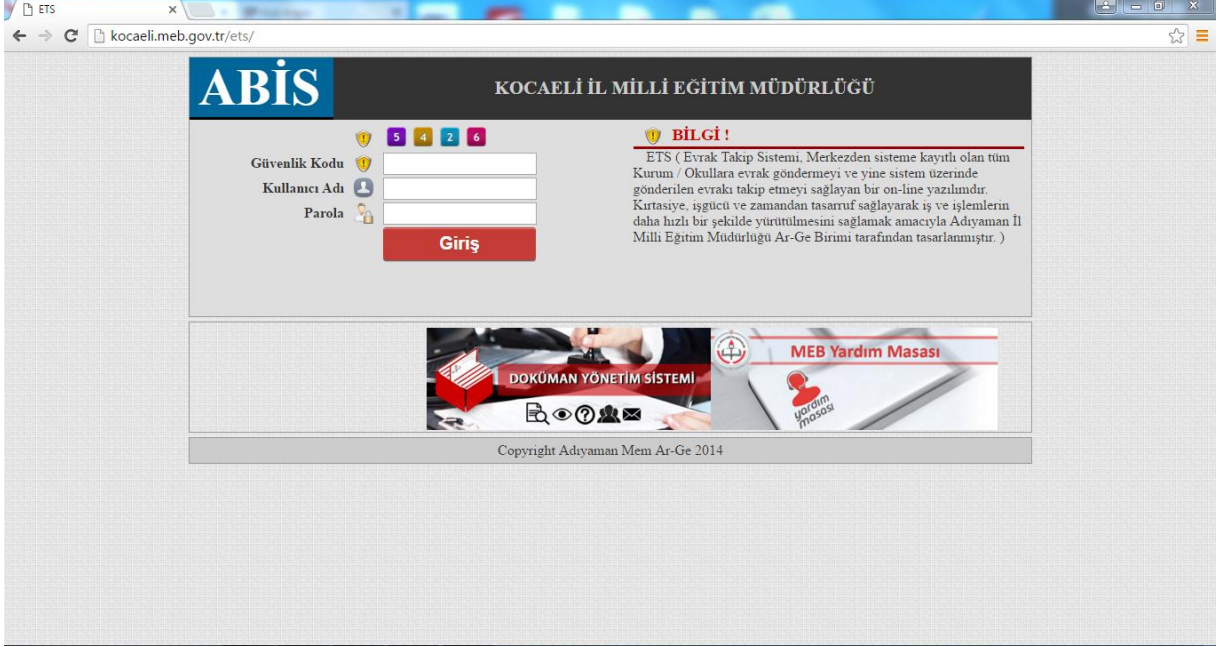 ETS
kocaeli.meb.gov.tr/ets/
ABİS
KOCAELİ İL MİLLİ EĞİTİM MÜDÜRLÜĞÜ
5 4 2 6
Güvenlik Kodu
Kullanıcı Adı
Parola
Giriş
BİLGİ !
ETS ( Evrak Takip Sistemi, Merkezden sisteme kayıtlı olan tüm
Kurum / Okullara evrak göndermeyi ve yine sistem üzerinde
gönderilen evrakı takip etmeyi sağlayan bir on-line yazılımdır.
Kırtasiye, işgücü ve zamandan tasarruf sağlayarak iş ve işlemlerin
daha hızlı bir şekilde yürütülmesini sağlamak amacıyla Adıyaman İl
Milli Eğitim Müdürlüğü Ar-Ge Birimi tarafından tasarlanmıştır. )
DOKÜMAN YÖNETİM SİSTEMİ
MEB Yardım Masası
yardım
masası
Copyright Adıyaman Mem Ar-Ge 2014